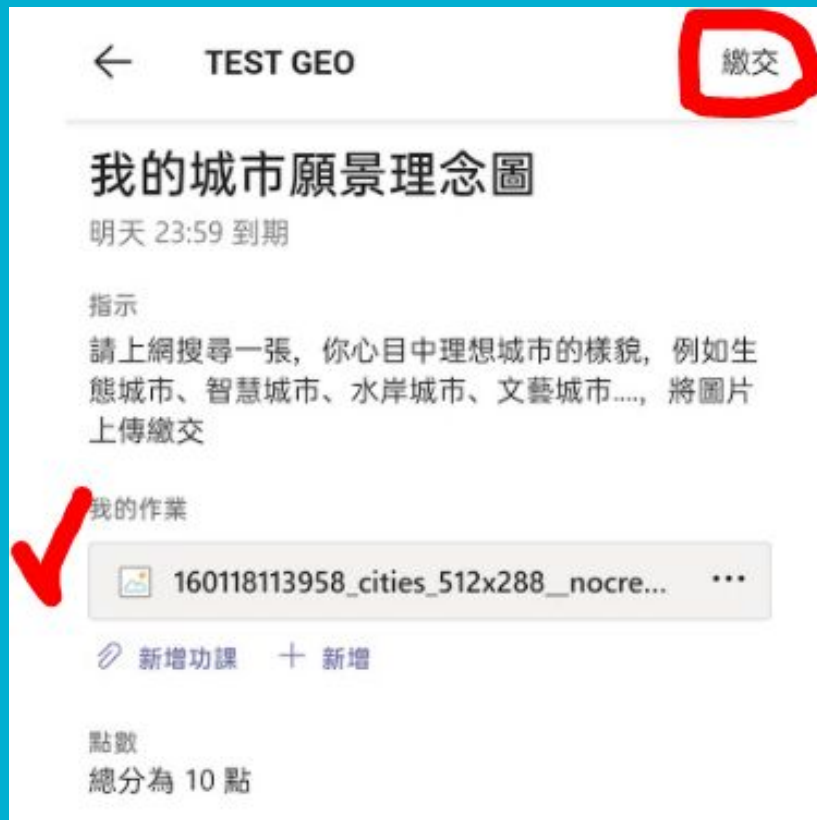 TEST GEO
繳交
我的城市願景理念圖
明天 23:59 到期
指示
請上網搜尋一張，你心目中理想城市的樣貌，例如生
態城市、智慧城市、水岸城市、文藝城市....，將圖片
上傳繳交
我的作業
160118113958_cities_512x288__nocre...
新增功課
新增
點數
總分為 10 點